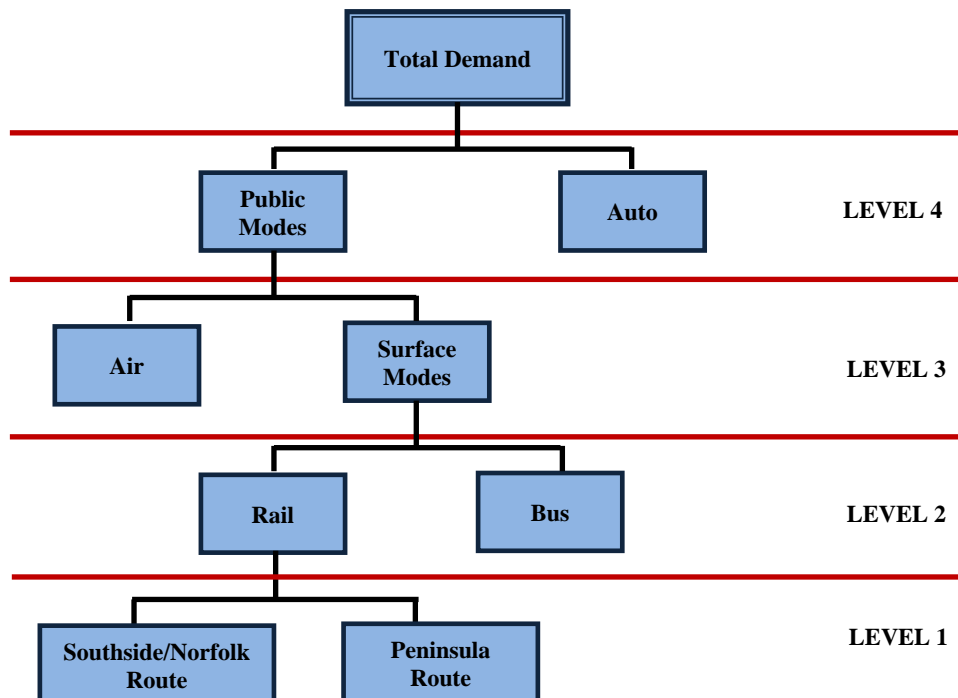 Total Demand
Public
Modes
Auto
LEVEL 4
Air
Surface
Modes
LEVEL 3
Rail
Bus
LEVEL 2
Southside/Norfolk
Route
Peninsula
Route
LEVEL 1